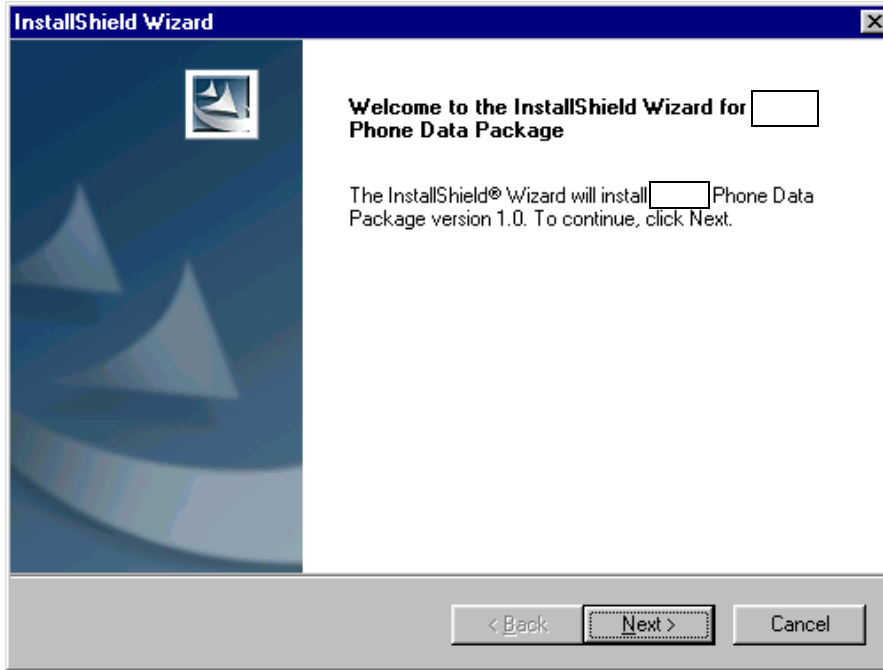 InstallShield Wizard
Welcome to the InstallShield Wizard for
Phone Data Package
The InstallShield® Wizard will install Phone Data
Package version 1.0. To continue, click Next.
< Back Next > Cancel